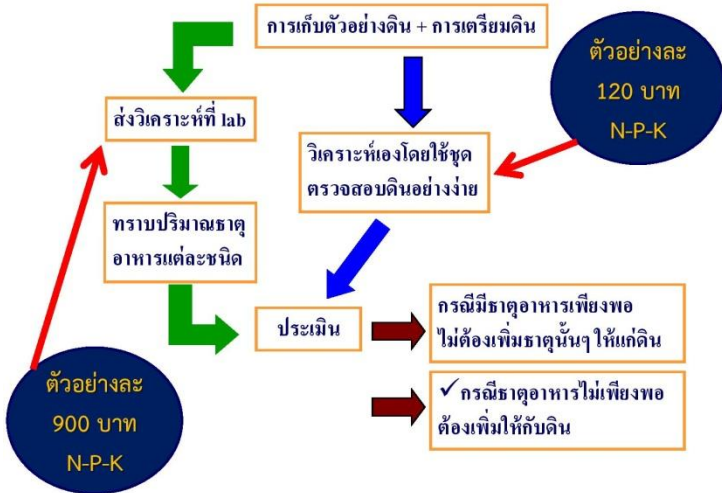 การเก็บตัวอย่างดิน + การเตรียมดิน
ตัวอย่างละ
120 บาท
N-P-K
ส่งวิเคราะห์ที่ lab
วิเคราะห์เองโดยใช้ชุด
ตรวจสอบดินอย่างง่าย
ทราบปริมาณธาตุ
อาหารแต่ละชนิด
ประเมิน
กรณีมีธาตุอาหารเพียงพอ
ไม่ต้องเพิ่มธาตุนั้นๆ ให้แก่ดิน
✓กรณีธาตุอาหารไม่เพียงพอ
ต้องเพิ่มให้กับดิน
ตัวอย่างละ
900 บาท
N-P-K